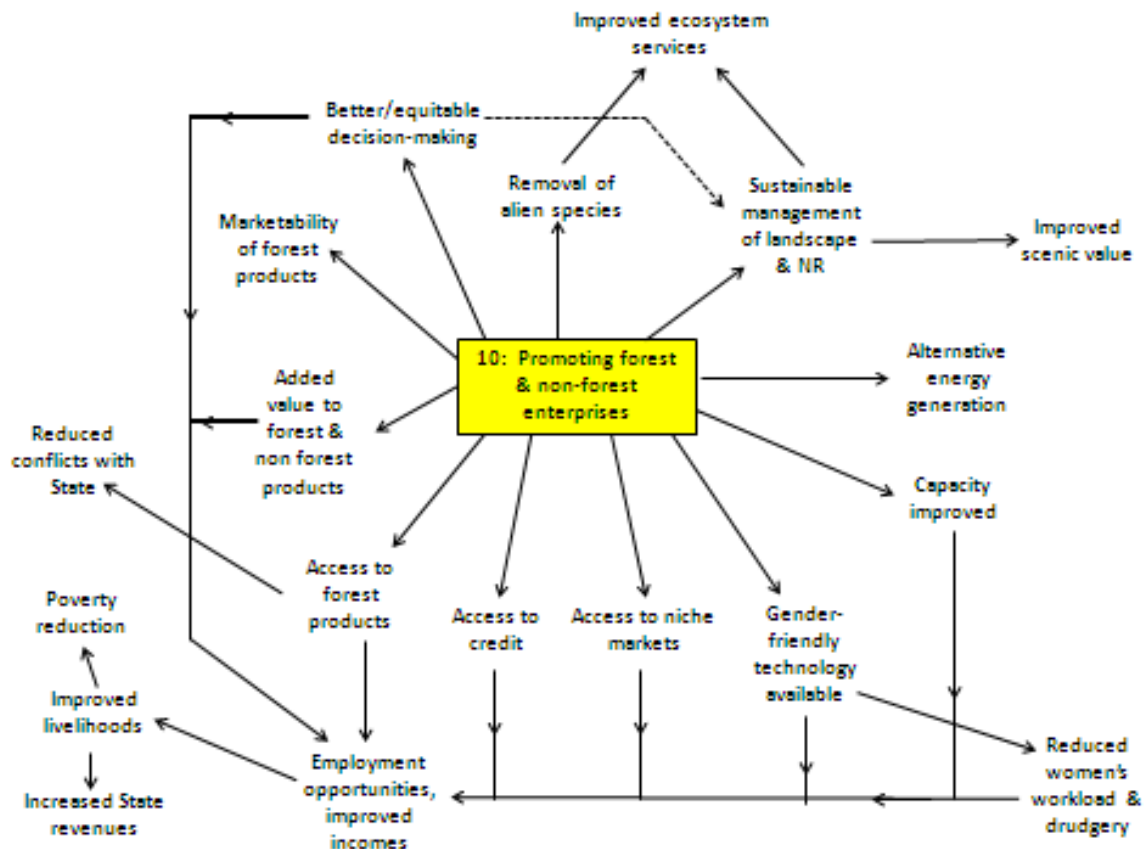 Improved ecosystem
services
Better/equitable
decision-making
Removal of
alien species
Sustainable
management
of landscape
& NR
Improved
scenic value
Marketability
of forest
products
10: Promoting forest
& non-forest
enterprises
Alternative
energy
generation
Added
value to
forest &
non forest
products
Reduced
conflicts with
State
Capacity
improved
Access to
forest
products
Access to
credit
Access to niche
markets
Gender-
friendly
technology
available
Poverty
reduction
Improved
livelihoods
Increased State
revenues
Employment
opportunities,
improved
incomes
Reduced
women's
workload &
drudgery